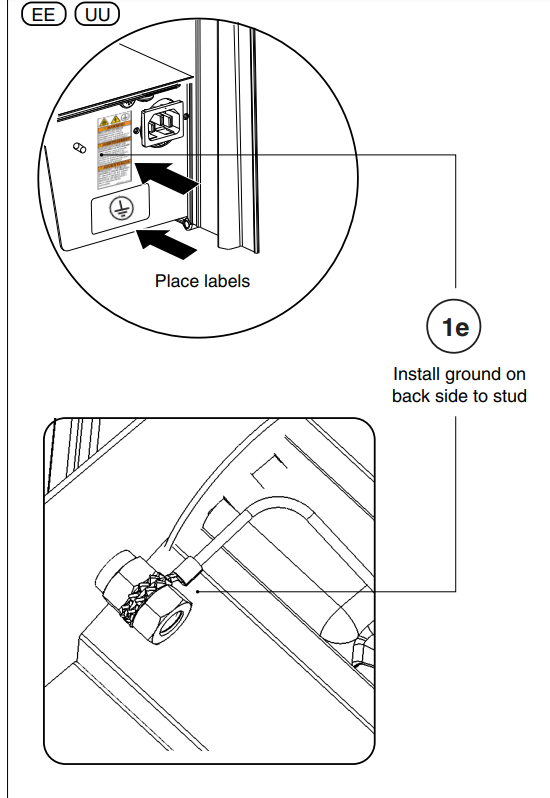 EE UU
Place labels
1e
Install ground on
back side to stud